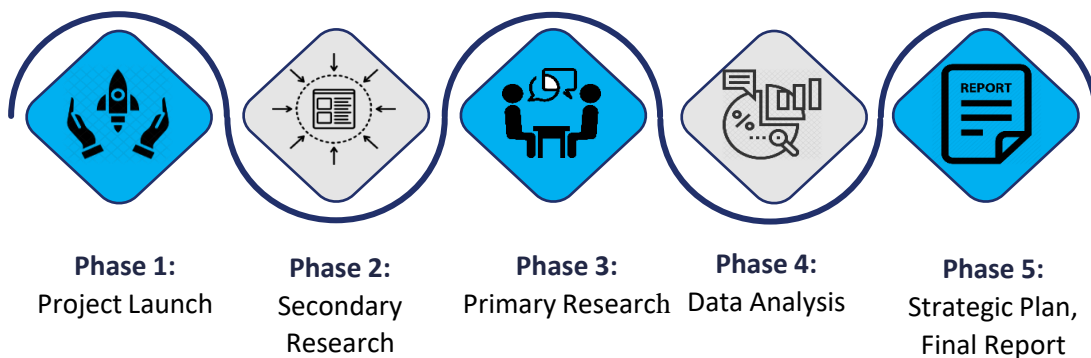 REPORT
%
Phase 1:
Project Launch
Phase 2:
Secondary
Research
Phase 3:
Primary Research
Phase 4:
Data Analysis
Phase 5:
Strategic Plan,
Final Report